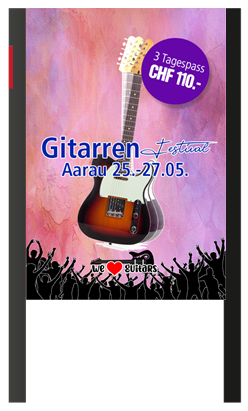 3 Tagespass
CHF 110.-
Gitarren Festival
Aarau 25.-27.05.
we guitars